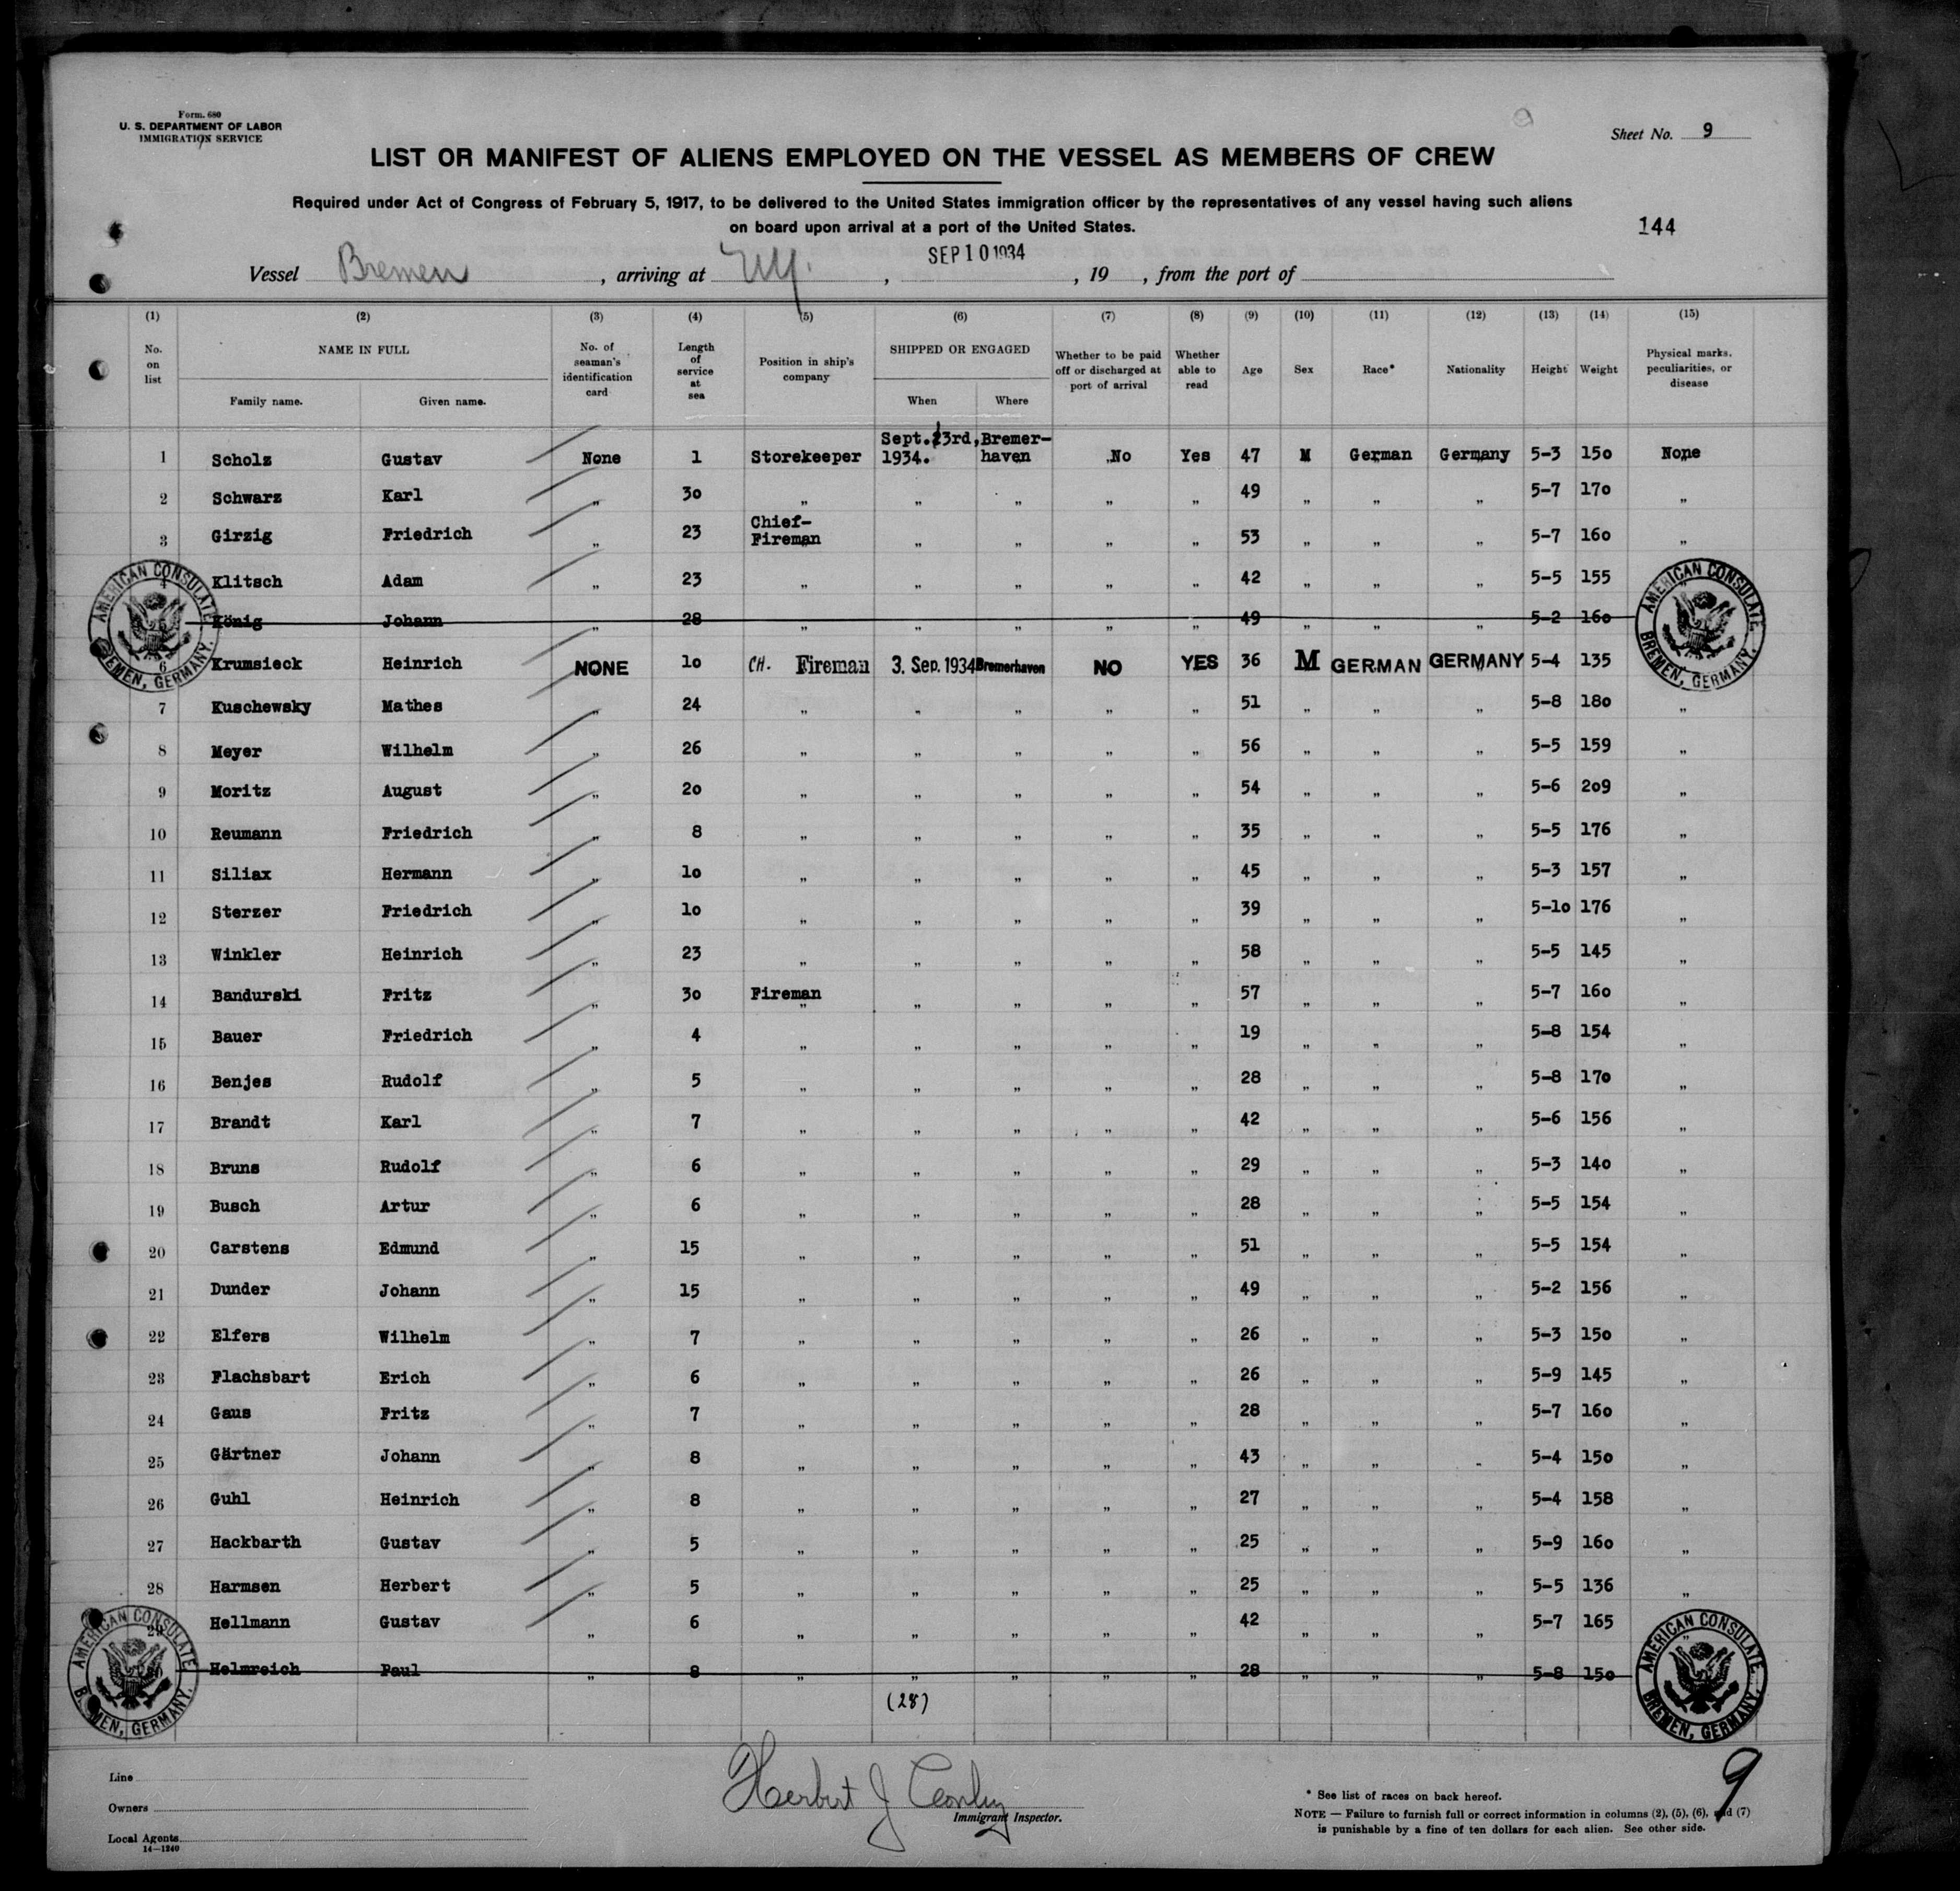 Form. 680
U. S. DEPARTMENT OF LABOR
IMMIGRATION SERVICE
Sheet No. 9
LIST OR MANIFEST OF ALIENS EMPLOYED ON THE VESSEL AS MEMBERS OF CREW
Required under Act of Congress of February 5, 1917, to be delivered to the United States immigration officer by the representatives of any vessel having such aliens
on board upon arrival at a port of the United States.
144
Vessel Bremen, arriving at NY., SEP 10 1934, 19 , from the port of
(1) (2) (3) (4) (5) (6) (7) (8) (9) (10) (11) (12) (13) (14) (15)
No. on list NAME IN FULL Family name. Given name. No. of seaman's identification card Length of service at sea Position in ship's company SHIPPED OR ENGAGED When Where Whether to be paid off or discharged at port of arrival Whether able to read Age Sex Race* Nationality Height Weight Physical marks, peculiarities, or disease
1 Scholz Gustav None 1 Storekeeper Sept. 3rd, 1934. Bremer-haven No Yes 47 M German Germany 5-3 150 None
2 Schwarz Karl „ 30 „ „ „ „ „ 49 „ „ „ 5-7 170 „
3 Girzig Friedrich „ 23 Chief-Fireman „ „ „ „ 53 „ „ „ 5-7 160 „
4 Klitsch Adam „ 23 „ „ „ „ „ 42 „ „ „ 5-5 155 „
5 König Johann „ 28 „ „ „ „ „ 49 „ „ „ 5-2 160
6 Krumsieck Heinrich NONE 10 CH. Fireman 3. Sep. 1934 Bremerhaven NO YES 36 M GERMAN GERMANY 5-4 135
7 Kuschewsky Mathes „ 24 „ „ „ „ „ 51 „ „ „ 5-8 180 „
8 Meyer Wilhelm „ 26 „ „ „ „ „ 56 „ „ „ 5-5 159 „
9 Moritz August „ 20 „ „ „ „ „ 54 „ „ „ 5-6 209 „
10 Reumann Friedrich „ 8 „ „ „ „ „ 35 „ „ „ 5-5 176 „
11 Siliax Hermann „ 10 „ „ „ „ „ 45 „ „ „ 5-3 157 „
12 Sterzer Friedrich „ 10 „ „ „ „ „ 39 „ „ „ 5-10 176 „
13 Winkler Heinrich „ 23 „ „ „ „ „ 58 „ „ „ 5-5 145 „
14 Bandurski Fritz „ 30 Fireman „ „ „ „ 57 „ „ „ 5-7 160 „
15 Bauer Friedrich „ 4 „ „ „ „ „ 19 „ „ „ 5-8 154 „
16 Benjes Rudolf „ 5 „ „ „ „ „ 28 „ „ „ 5-8 170 „
17 Brandt Karl „ 7 „ „ „ „ „ 42 „ „ „ 5-6 156 „
18 Bruns Rudolf „ 6 „ „ „ „ „ 29 „ „ „ 5-3 140 „
19 Busch Artur „ 6 „ „ „ „ „ 28 „ „ „ 5-5 154 „
20 Carstens Edmund „ 15 „ „ „ „ „ 51 „ „ „ 5-5 154 „
21 Dunder Johann „ 15 „ „ „ „ „ 49 „ „ „ 5-2 156 „
22 Elfers Wilhelm „ 7 „ „ „ „ „ 26 „ „ „ 5-3 150 „
23 Flachsbart Erich „ 6 „ „ „ „ „ 26 „ „ „ 5-9 145 „
24 Gaus Fritz „ 7 „ „ „ „ „ 28 „ „ „ 5-7 160 „
25 Gärtner Johann „ 8 „ „ „ „ „ 43 „ „ „ 5-4 150 „
26 Guhl Heinrich „ 8 „ „ „ „ „ 27 „ „ „ 5-4 158 „
27 Hackbarth Gustav „ 5 „ „ „ „ „ 25 „ „ „ 5-9 160 „
28 Harmsen Herbert „ 5 „ „ „ „ „ 25 „ „ „ 5-5 136 „
29 Hellmann Gustav „ 6 „ „ „ „ „ 42 „ „ „ 5-7 165 „
30 Helmreich Paul „ 8 „ „ „ „ „ 28 „ „ „ 5-8 150
(28)
AMERICAN CONSULATE BREMEN, GERMANY.
AMERICAN CONSULATE BREMEN, GERMANY.
AMERICAN CONSULATE BREMEN, GERMANY.
AMERICAN CONSULATE BREMEN, GERMANY.
Line
Owners
Local Agents
14—1240
Herbert J
Immigrant Inspector.
9
* See list of races on back hereof.
NOTE — Failure to furnish full or correct information in columns (2), (5), (6), and (7)
is punishable by a fine of ten dollars for each alien. See other side.